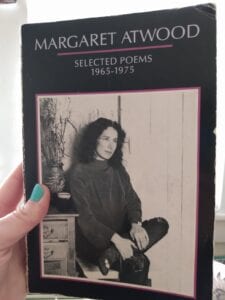 MARGARET ATWOOD
SELECTED POEMS
1965-1975